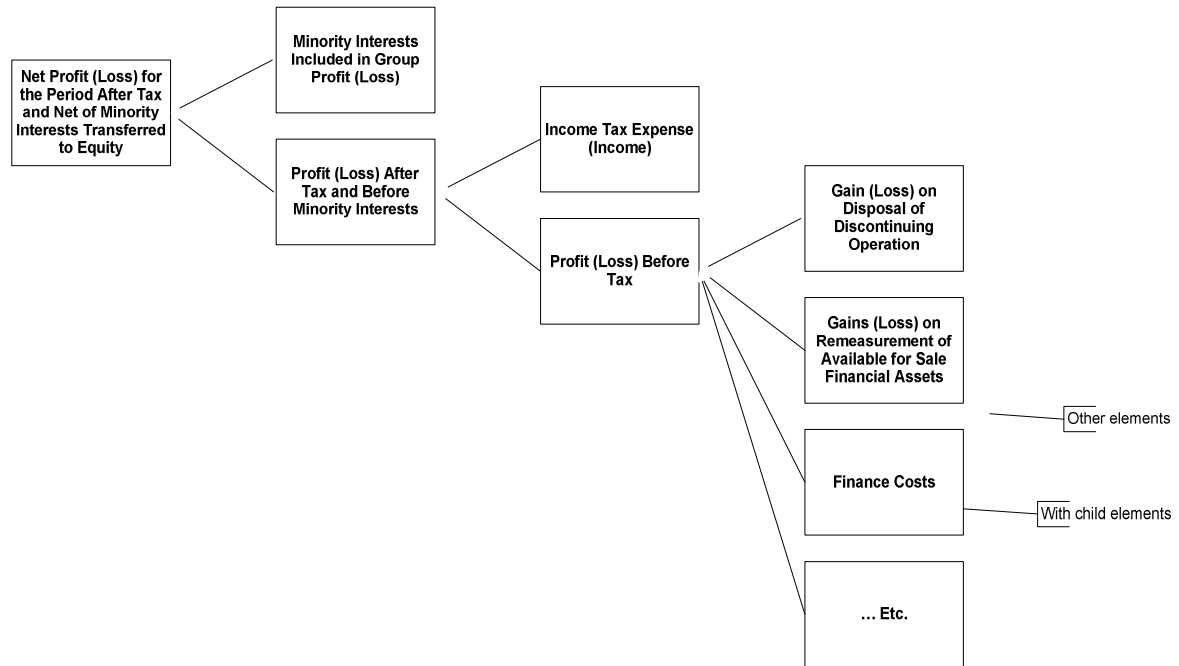 Net Profit (Loss) for
the Period After Tax
and Net of Minority
Interests Transferred
to Equity
Minority Interests
Included in Group
Profit (Loss)
Profit (Loss) After
Tax and Before
Minority Interests
Income Tax Expense
(Income)
Profit (Loss) Before
Tax
Gain (Loss) on
Disposal of
Discontinuing
Operation
Gains (Loss) on
Remeasurement of
Available for Sale
Financial Assets
Other elements
Finance Costs
With child elements
… Etc.